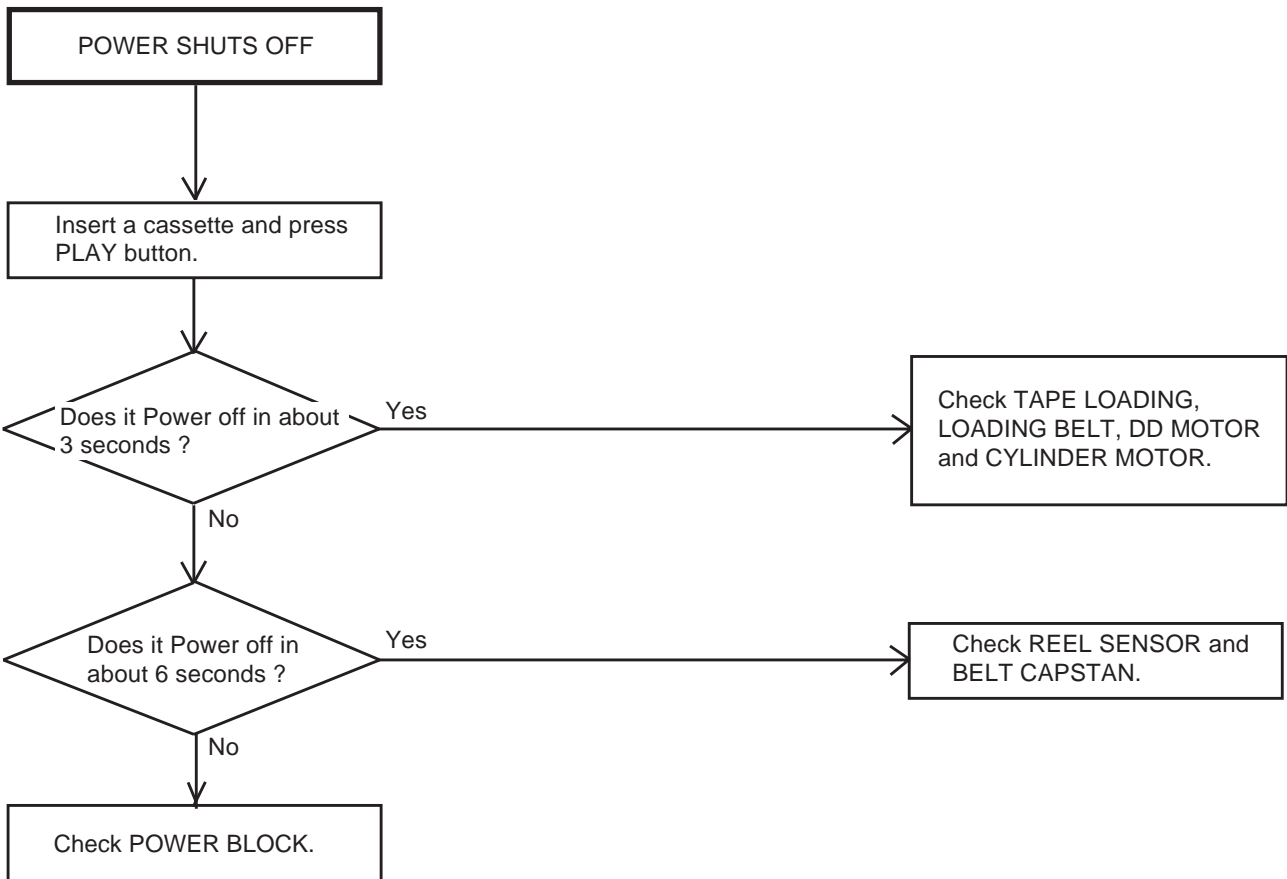 POWER SHUTS OFF
Insert a cassette and press
PLAY button.
Does it Power off in about
3 seconds ?
Yes
Check TAPE LOADING,
LOADING BELT, DD MOTOR
and CYLINDER MOTOR.
No
Does it Power off in
about 6 seconds ?
Yes
Check REEL SENSOR and
BELT CAPSTAN.
No
Check POWER BLOCK.